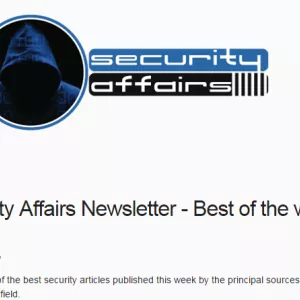 security
affairs
ty Affairs Newsletter - Best of the w
of the best security articles published this week by the principal sources
field.